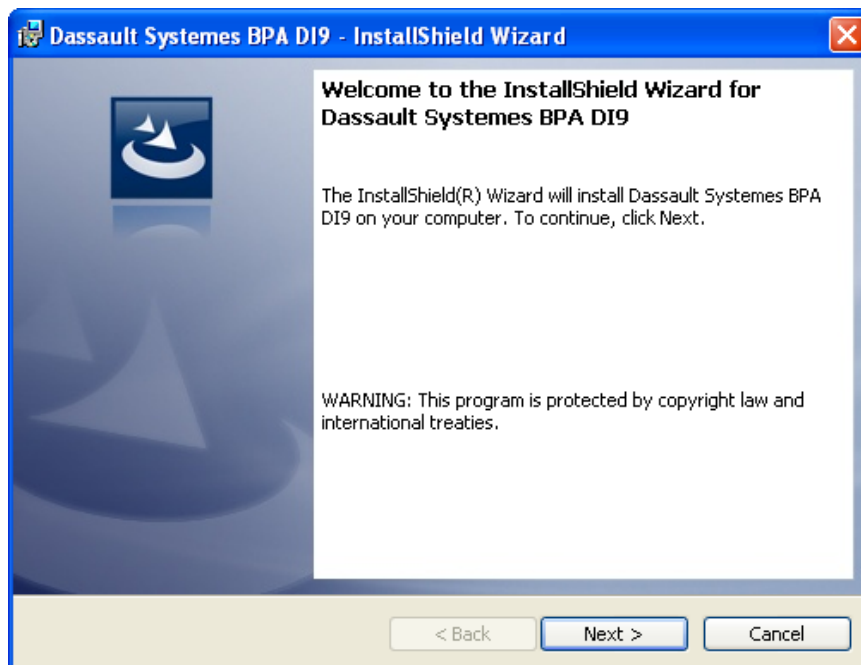 Dassault Systemes BPA DI9 - InstallShield Wizard
Welcome to the InstallShield Wizard for
Dassault Systemes BPA DI9
The InstallShield(R) Wizard will install Dassault Systemes BPA
DI9 on your computer. To continue, click Next.
WARNING: This program is protected by copyright law and
international treaties.
< Back
Next >
Cancel